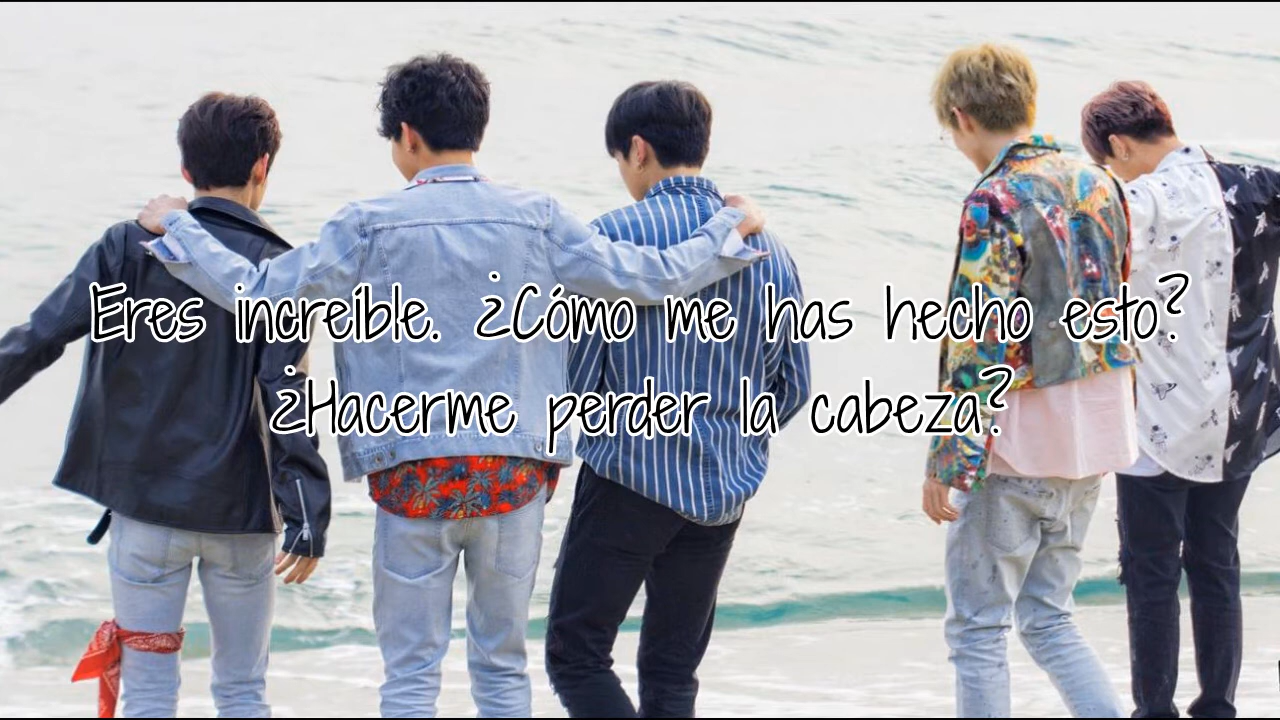 Eres increíble. ¿Cómo me has hecho esto?
¿Hacerme perder la cabeza?